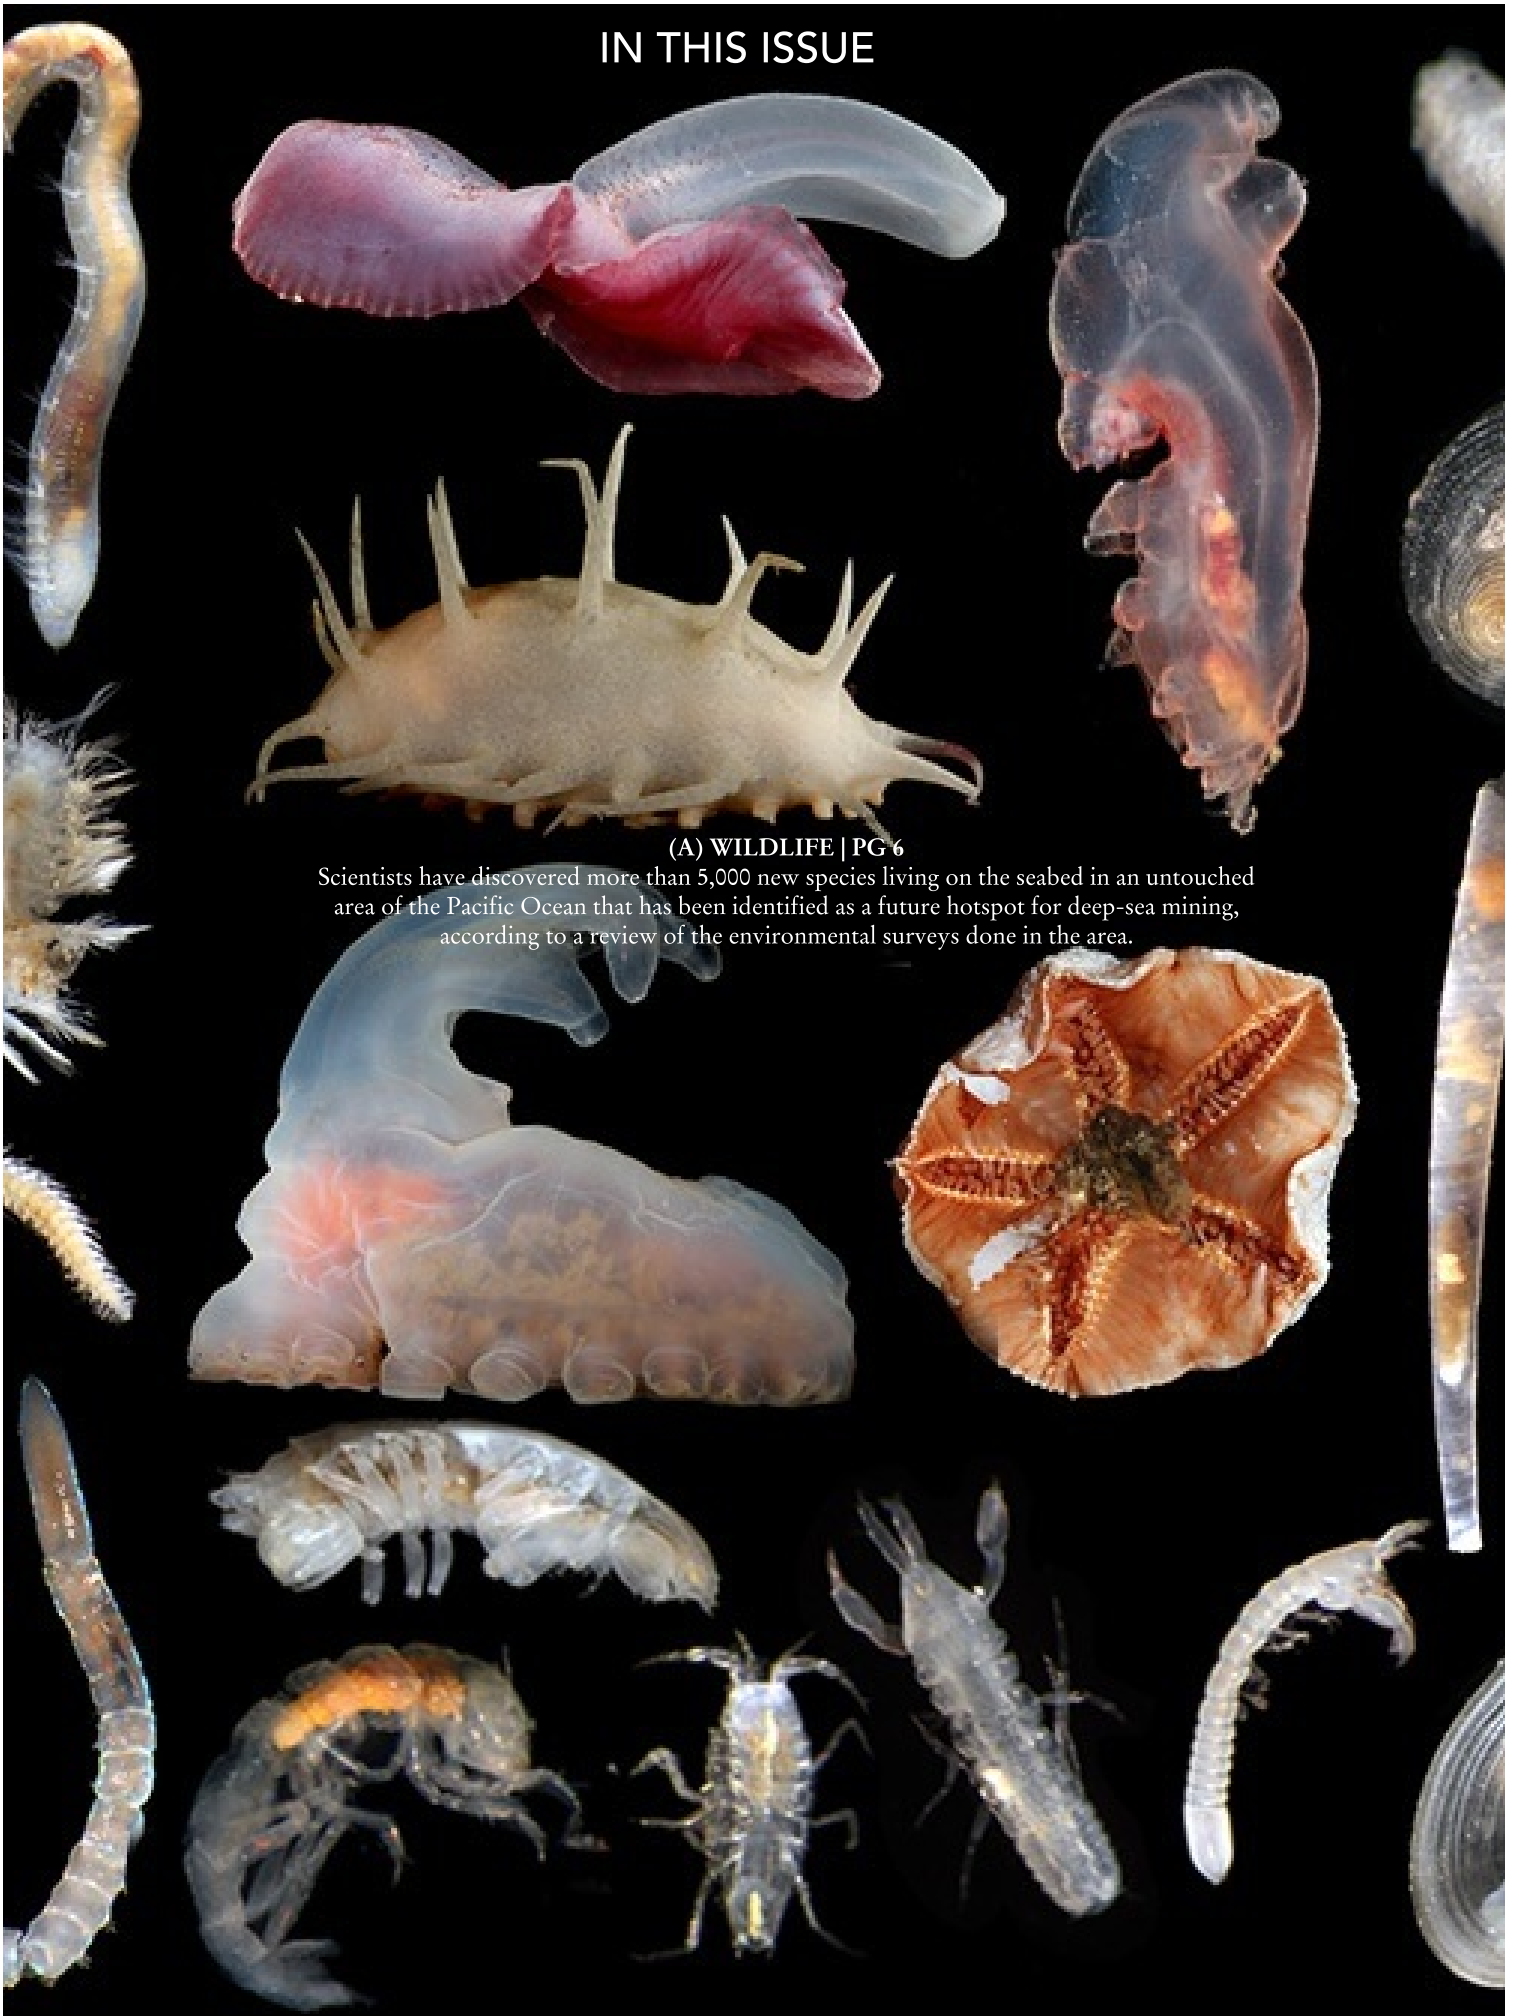 IN THIS ISSUE
(A) WILDLIFE | PG 6
Scientists have discovered more than 5,000 new species living on the seabed in an untouched
area of the Pacific Ocean that has been identified as a future hotspot for deep-sea mining,
according to a review of the environmental surveys done in the area.